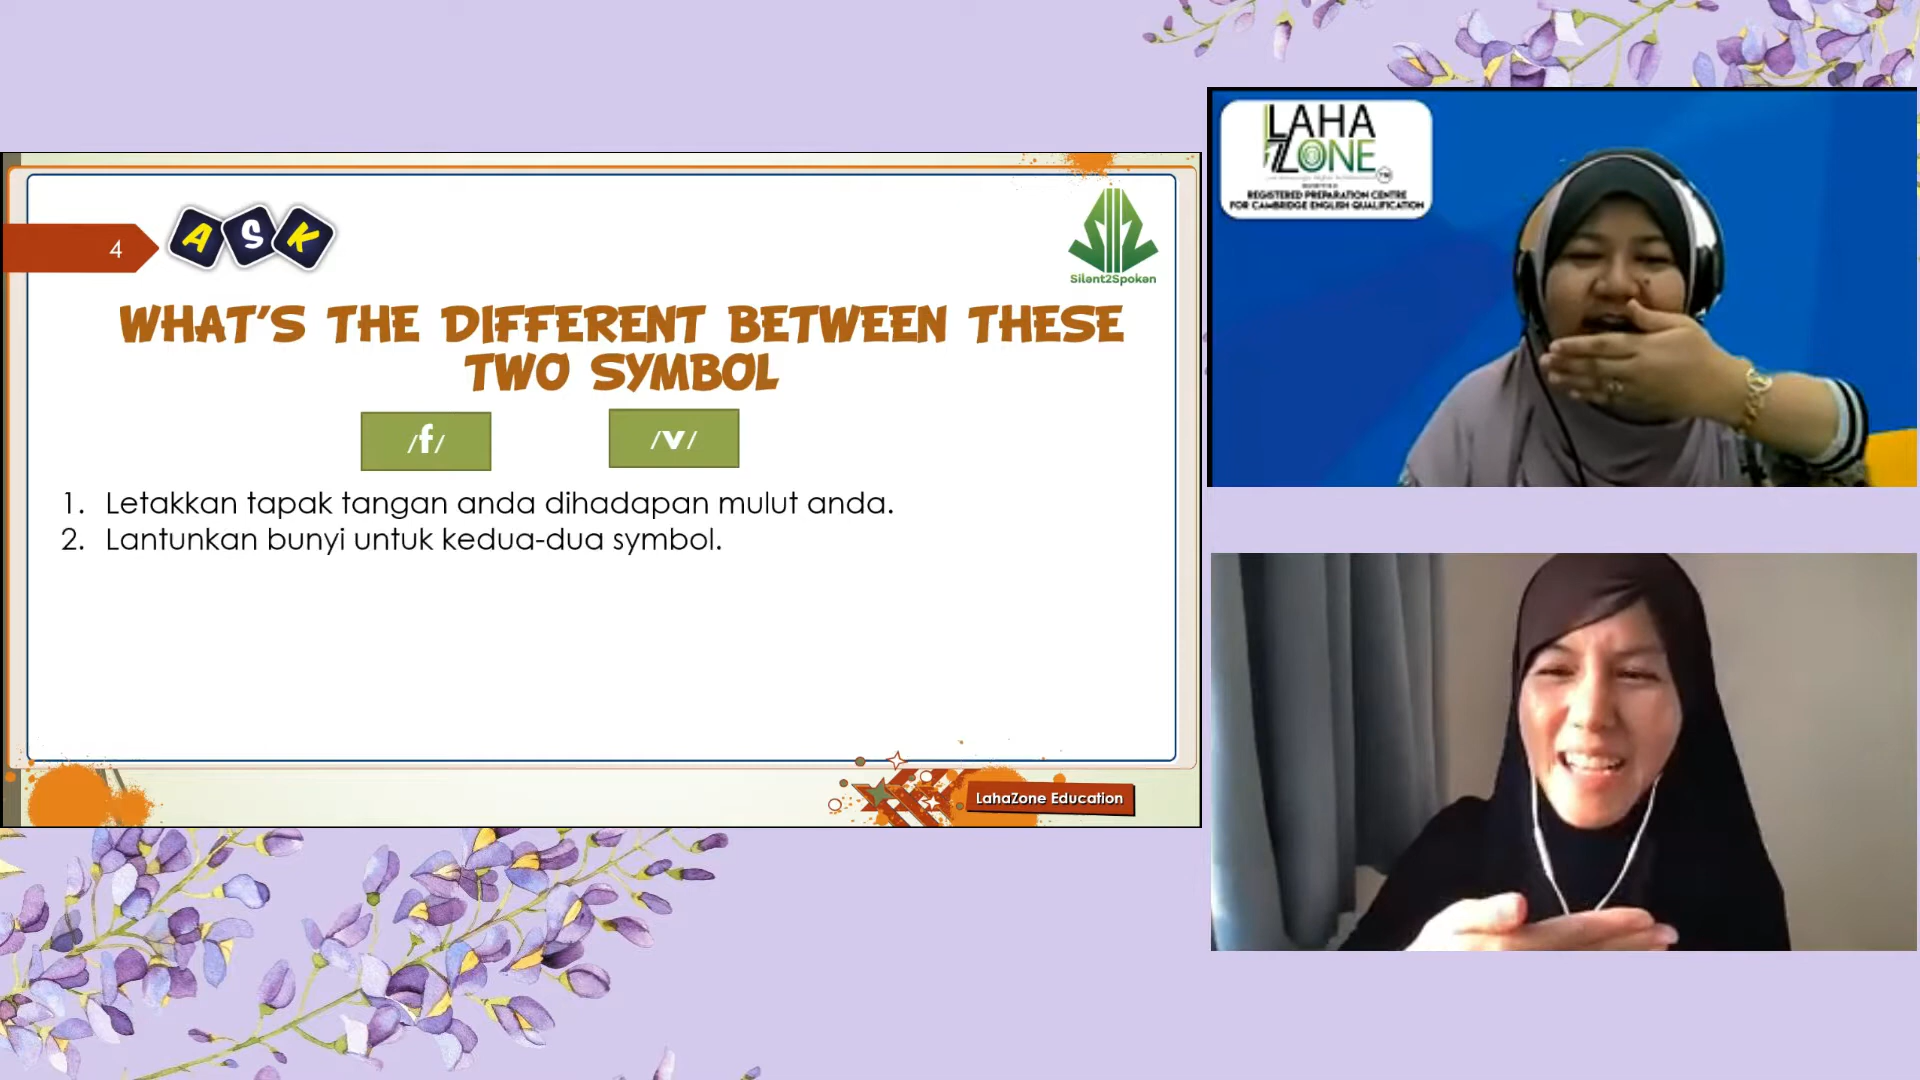 4
ASK
Silent2Spoken
WHAT'S THE DIFFERENT BETWEEN THESE
TWO SYMBOL
/f/
/v/
1. Letakkan tapak tangan anda dihadapan mulut anda.
2. Lantunkan bunyi untuk kedua-dua symbol.
LahaZone Education
LAHA
ZONE
REGISTERED PREPARATION CENTRE
FOR CAMBRIDGE ENGLISH QUALIFICATION